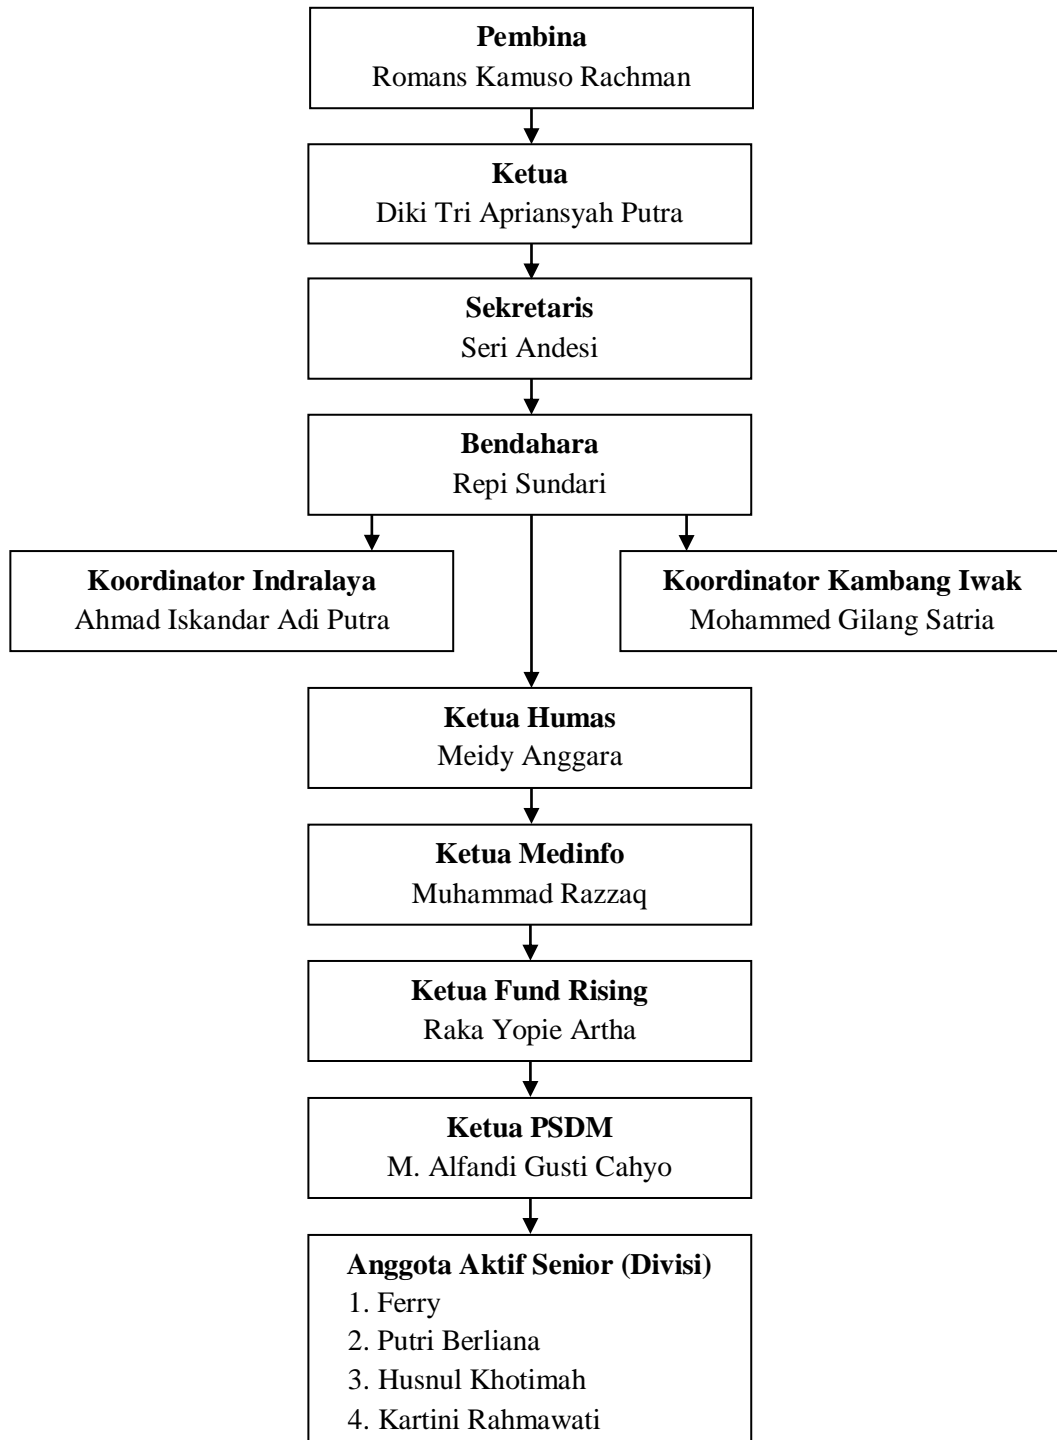 Pembina
Romans Kamuso Rachman
Ketua
Diki Tri Apriansyah Putra
Sekretaris
Seri Andesi
Bendahara
Repi Sundari
Koordinator Indralaya
Ahmad Iskandar Adi Putra
Koordinator Kambang Iwak
Mohammed Gilang Satria
Ketua Humas
Meidy Anggara
Ketua Medinfo
Muhammad Razzaq
Ketua Fund Rising
Raka Yopie Artha
Ketua PSDM
M. Alfandi Gusti Cahyo
Anggota Aktif Senior (Divisi)
1. Ferry
2. Putri Berliana
3. Husnul Khotimah
4. Kartini Rahmawati